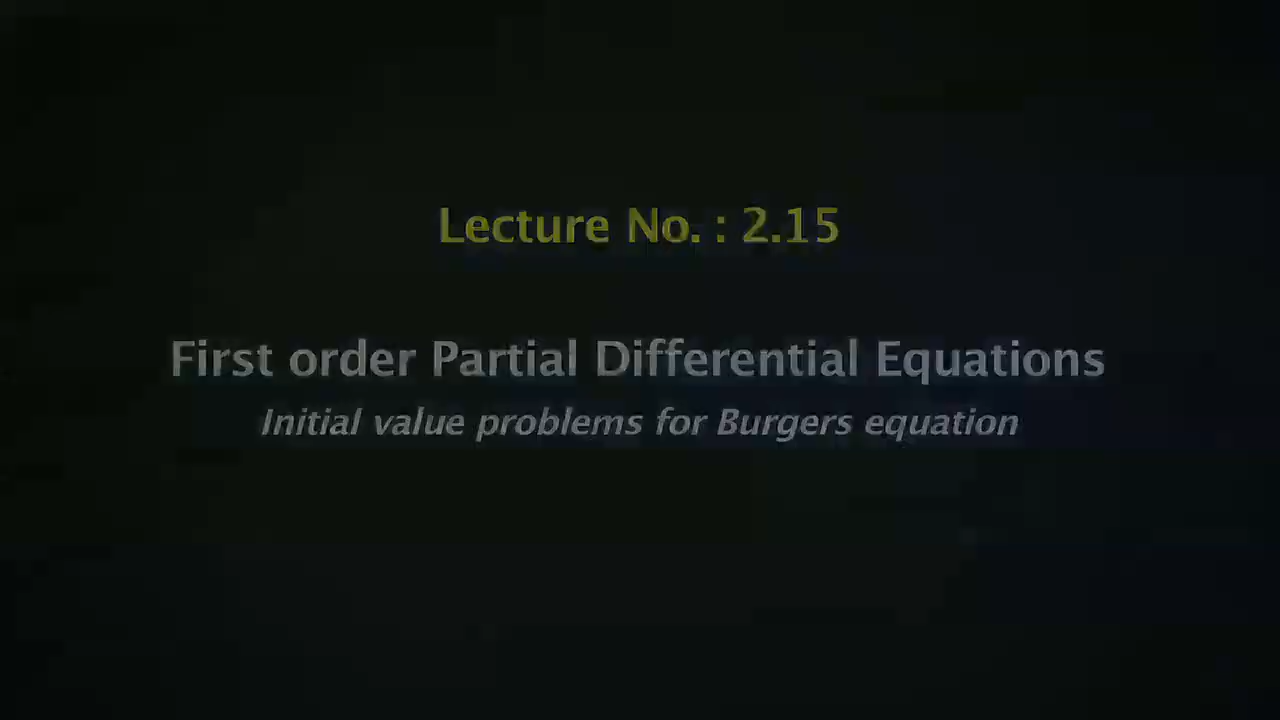 Lecture No. : 2.15
First order Partial Differential Equations
Initial value problems for Burgers equation